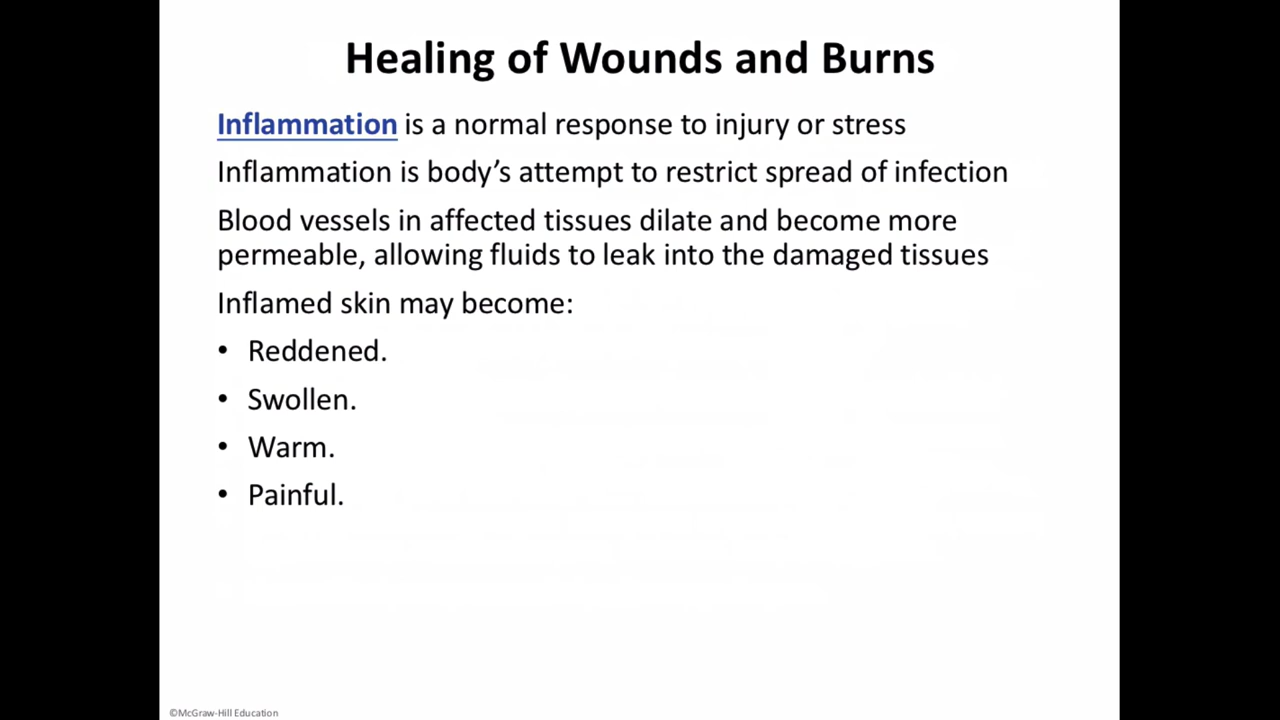 Healing of Wounds and Burns
Inflammation is a normal response to injury or stress
Inflammation is body’s attempt to restrict spread of infection
Blood vessels in affected tissues dilate and become more
permeable, allowing fluids to leak into the damaged tissues
Inflamed skin may become:
• Reddened.
• Swollen.
• Warm.
• Painful.
©McGraw-Hill Education